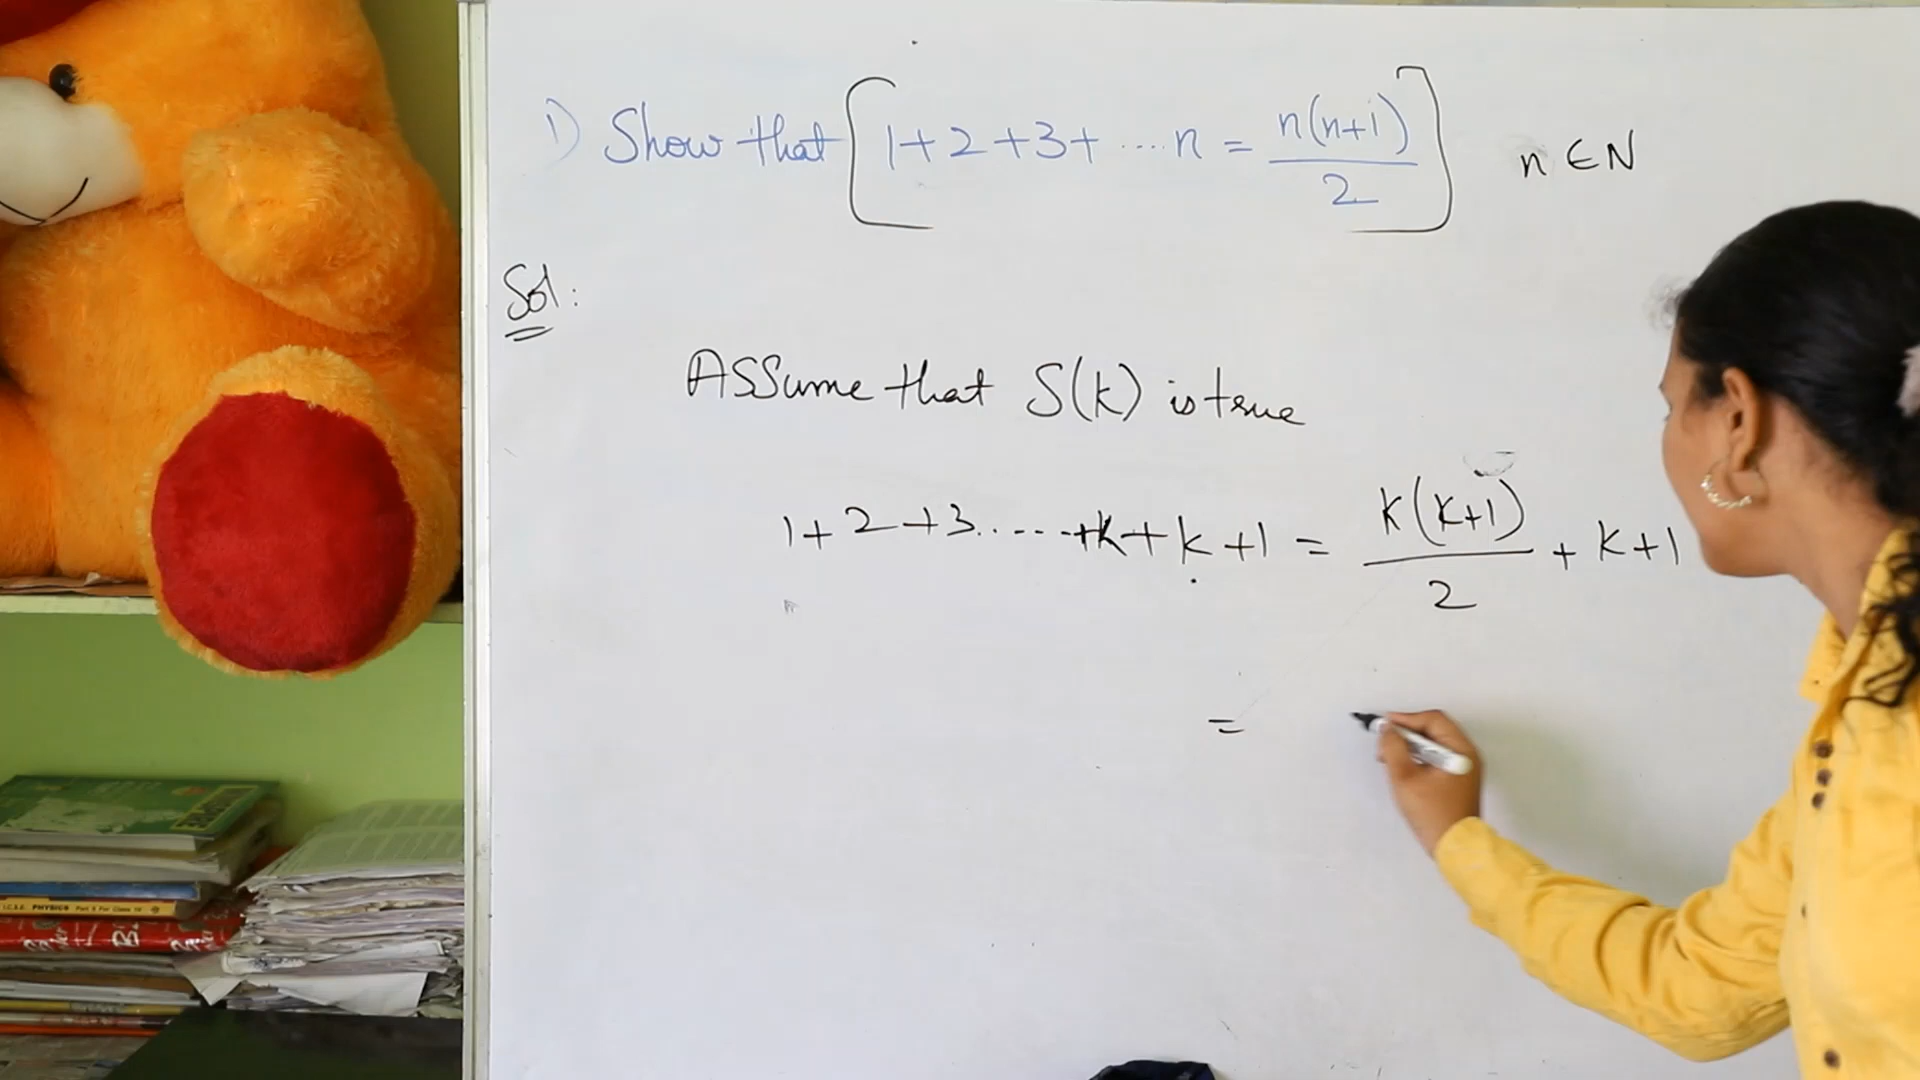 1) Show that [1+2+3+ ....n = n(n+1)/2] n ∈ N
Sol:
Assume that S(k) is true
1+2+3.....+k+k+1 = k(k+1)/2 + k+1
=
PHYSICS